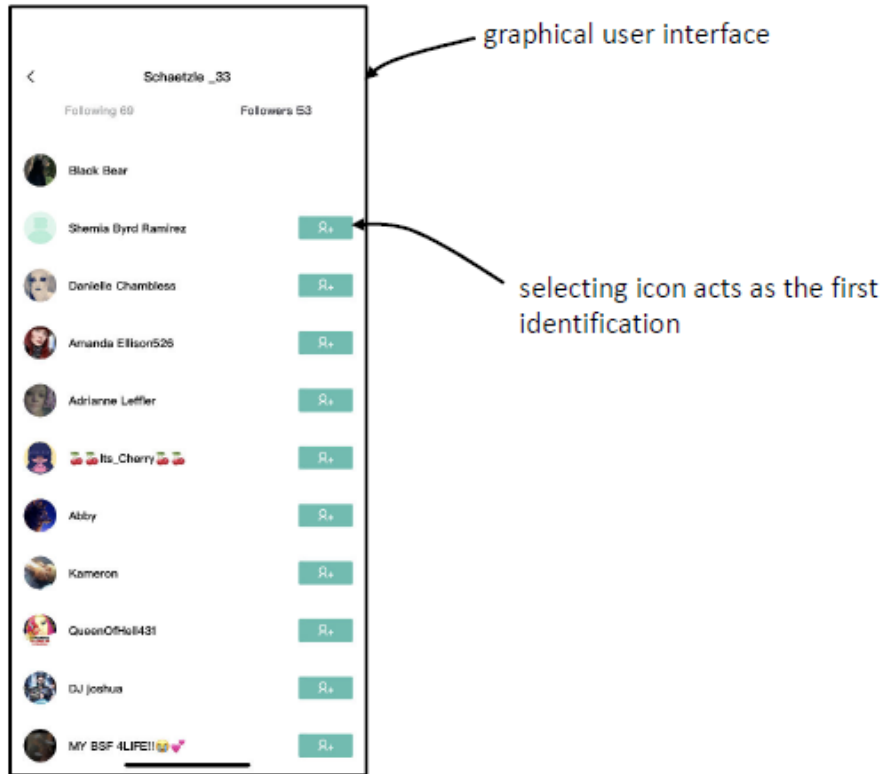 graphical user interface
Schaetzle _33
Following 69
Followers 53
Black Bear
Shemia Byrd Ramirez
Danielle Chambless
selecting icon acts as the first
identification
Amanda Ellison526
Adrianne Leffler
🍒🍒Its_Cherry🍒🍒
Abby
Kameron
QueenOfHell431
DJ joshua
MY BSF 4LIFE!!😭💕